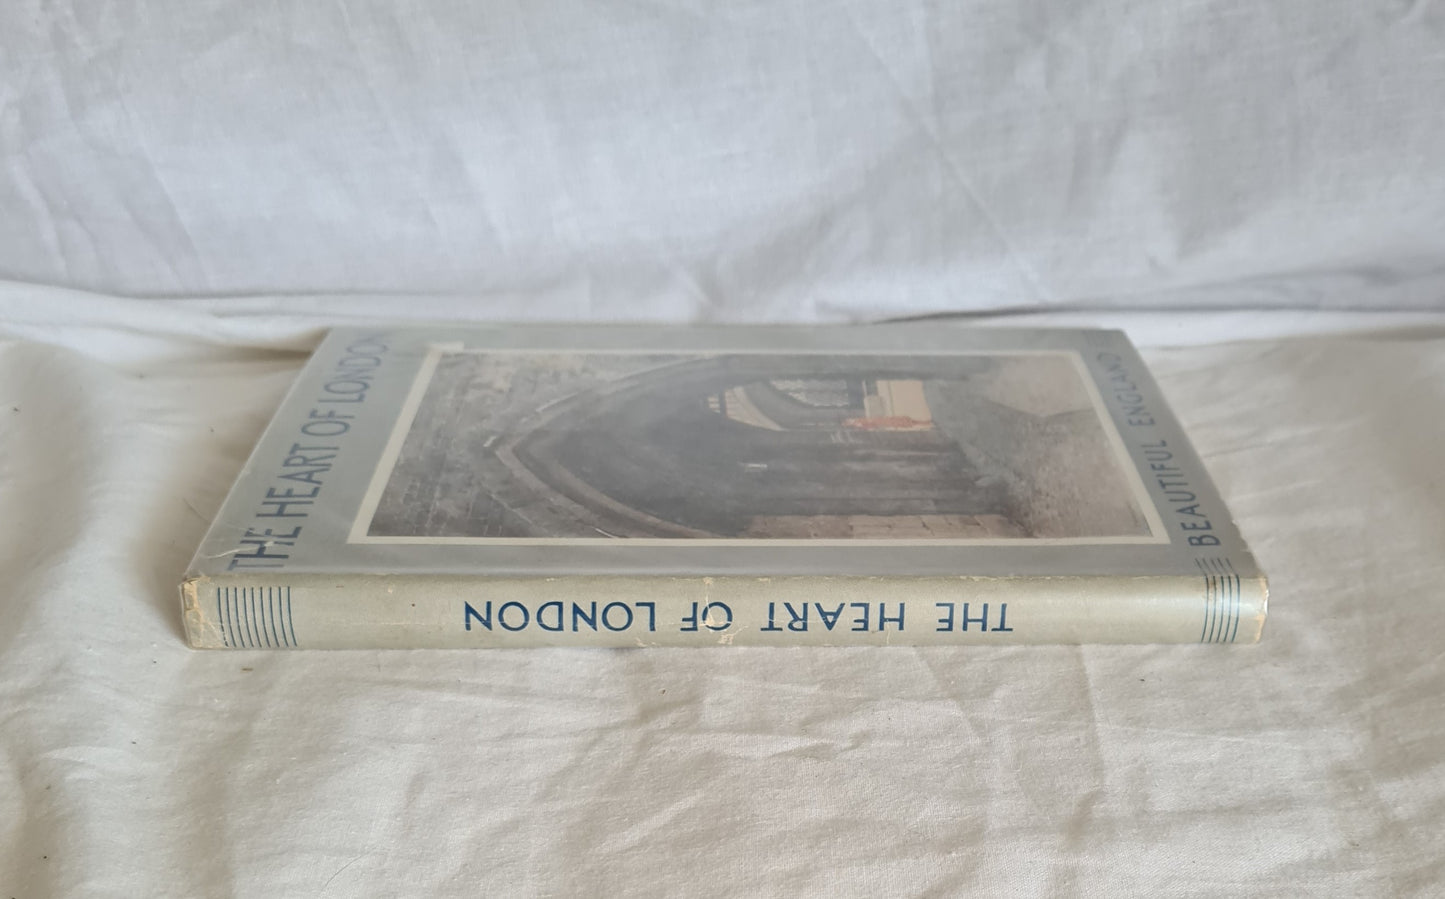 THE HEART OF LONDON
BEAUTIFUL ENGLAND
THE HEART OF LONDON